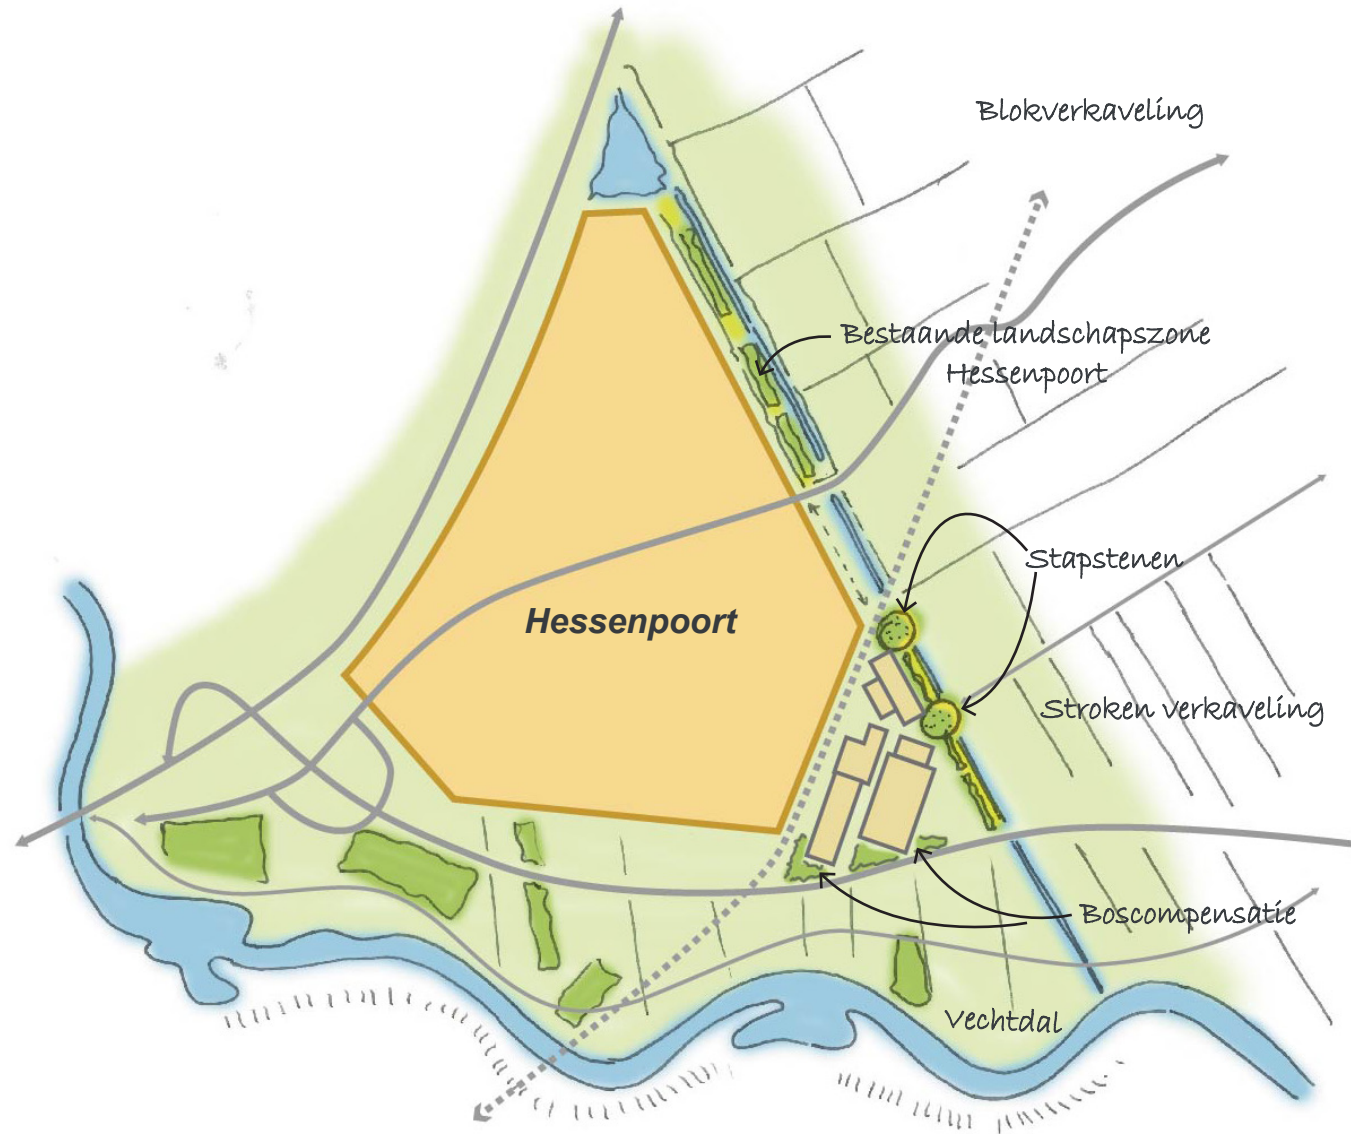 Blokverkaveling
Bestaande landschapszone
Hessenpoort
Stapstenen
Hessenpoort
Stroken verkaveling
Boscompensatie
Vechtdal